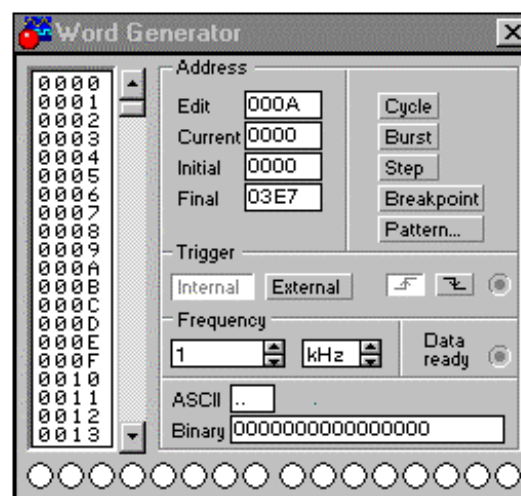 Word Generator
0000
0001
0002
0003
0004
0005
0006
0007
0008
0009
000A
000B
000C
000D
000E
000F
0010
0011
0012
0013
Address
Edit 000A
Current 0000
Initial 0000
Final 03E7
Cycle
Burst
Step
Breakpoint
Pattern...
Trigger
Internal External
Frequency
1 kHz
Data
ready
ASCII ..
Binary 0000000000000000